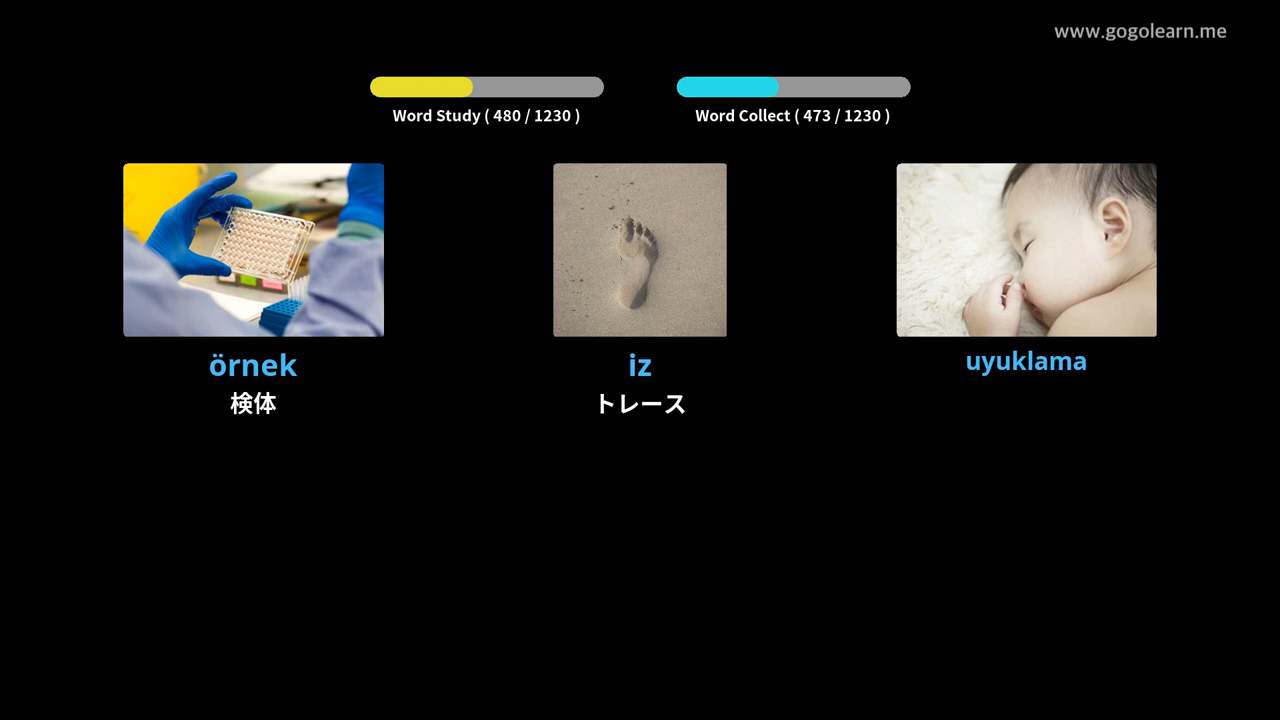 www.gogolearn.me
Word Study ( 480 / 1230 )
Word Collect ( 473 / 1230 )
örnek
検体
iz
トレース
uyuklama